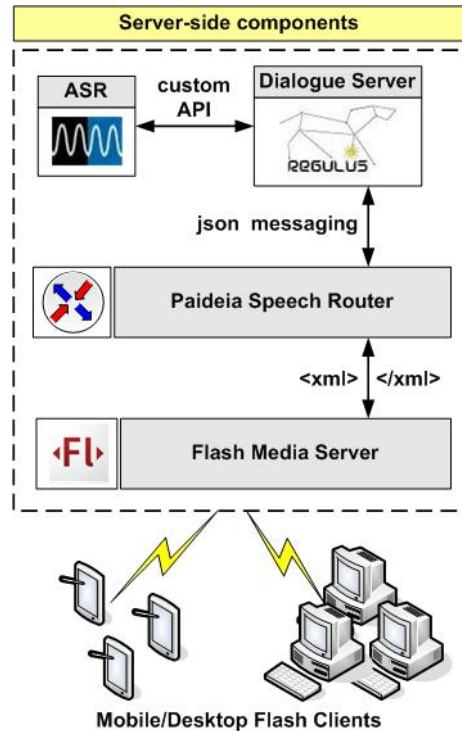 Server-side components
ASR
custom
API
Dialogue Server
REGULUS
json messaging
Paideia Speech Router
<xml> </xml>
Fl
Flash Media Server
Mobile/Desktop Flash Clients